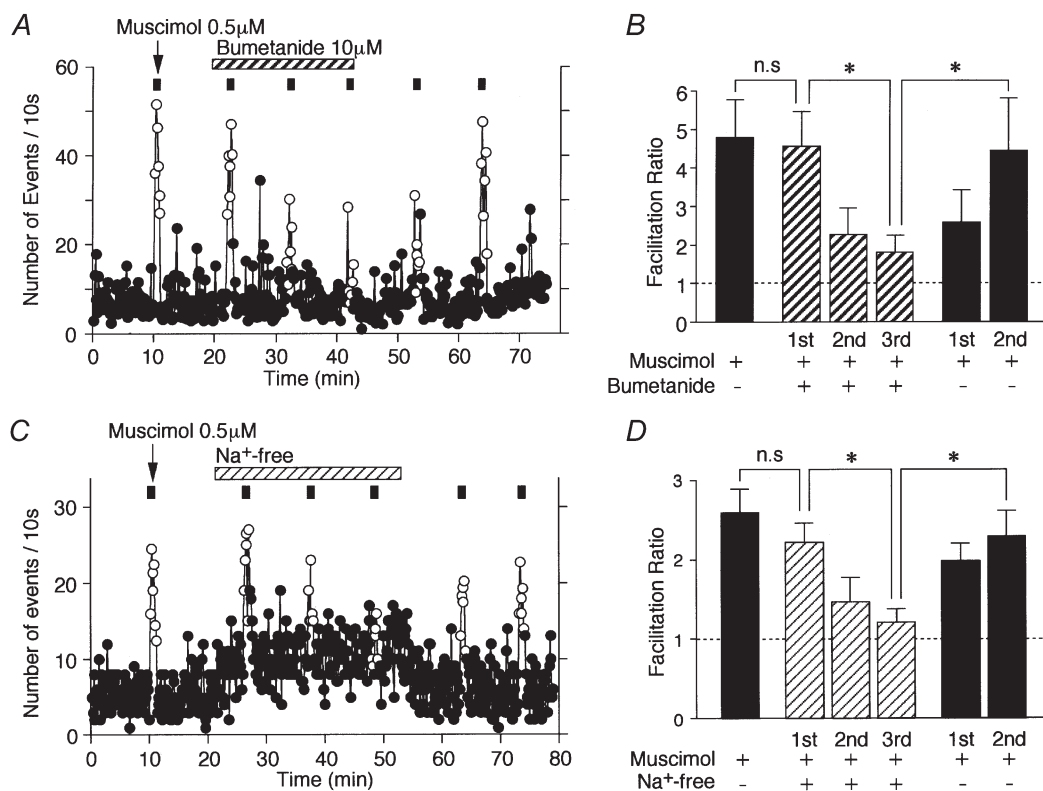 A
Muscimol 0.5μM
Bumetanide 10μM
Number of Events / 10s
60
40
20
0
0 10 20 30 40 50 60 70
Time (min)
B
n.s * *
Facilitation Ratio
6
5
4
3
2
1
0
1st 2nd 3rd 1st 2nd
Muscimol + + + + + +
Bumetanide - + + + - -
C
Muscimol 0.5μM
Na⁺-free
Number of events / 10s
30
20
10
0
0 10 20 30 40 50 60 70 80
Time (min)
D
n.s * *
Facilitation Ratio
3
2
1
0
1st 2nd 3rd 1st 2nd
Muscimol + + + + + +
Na⁺-free - + + + - -